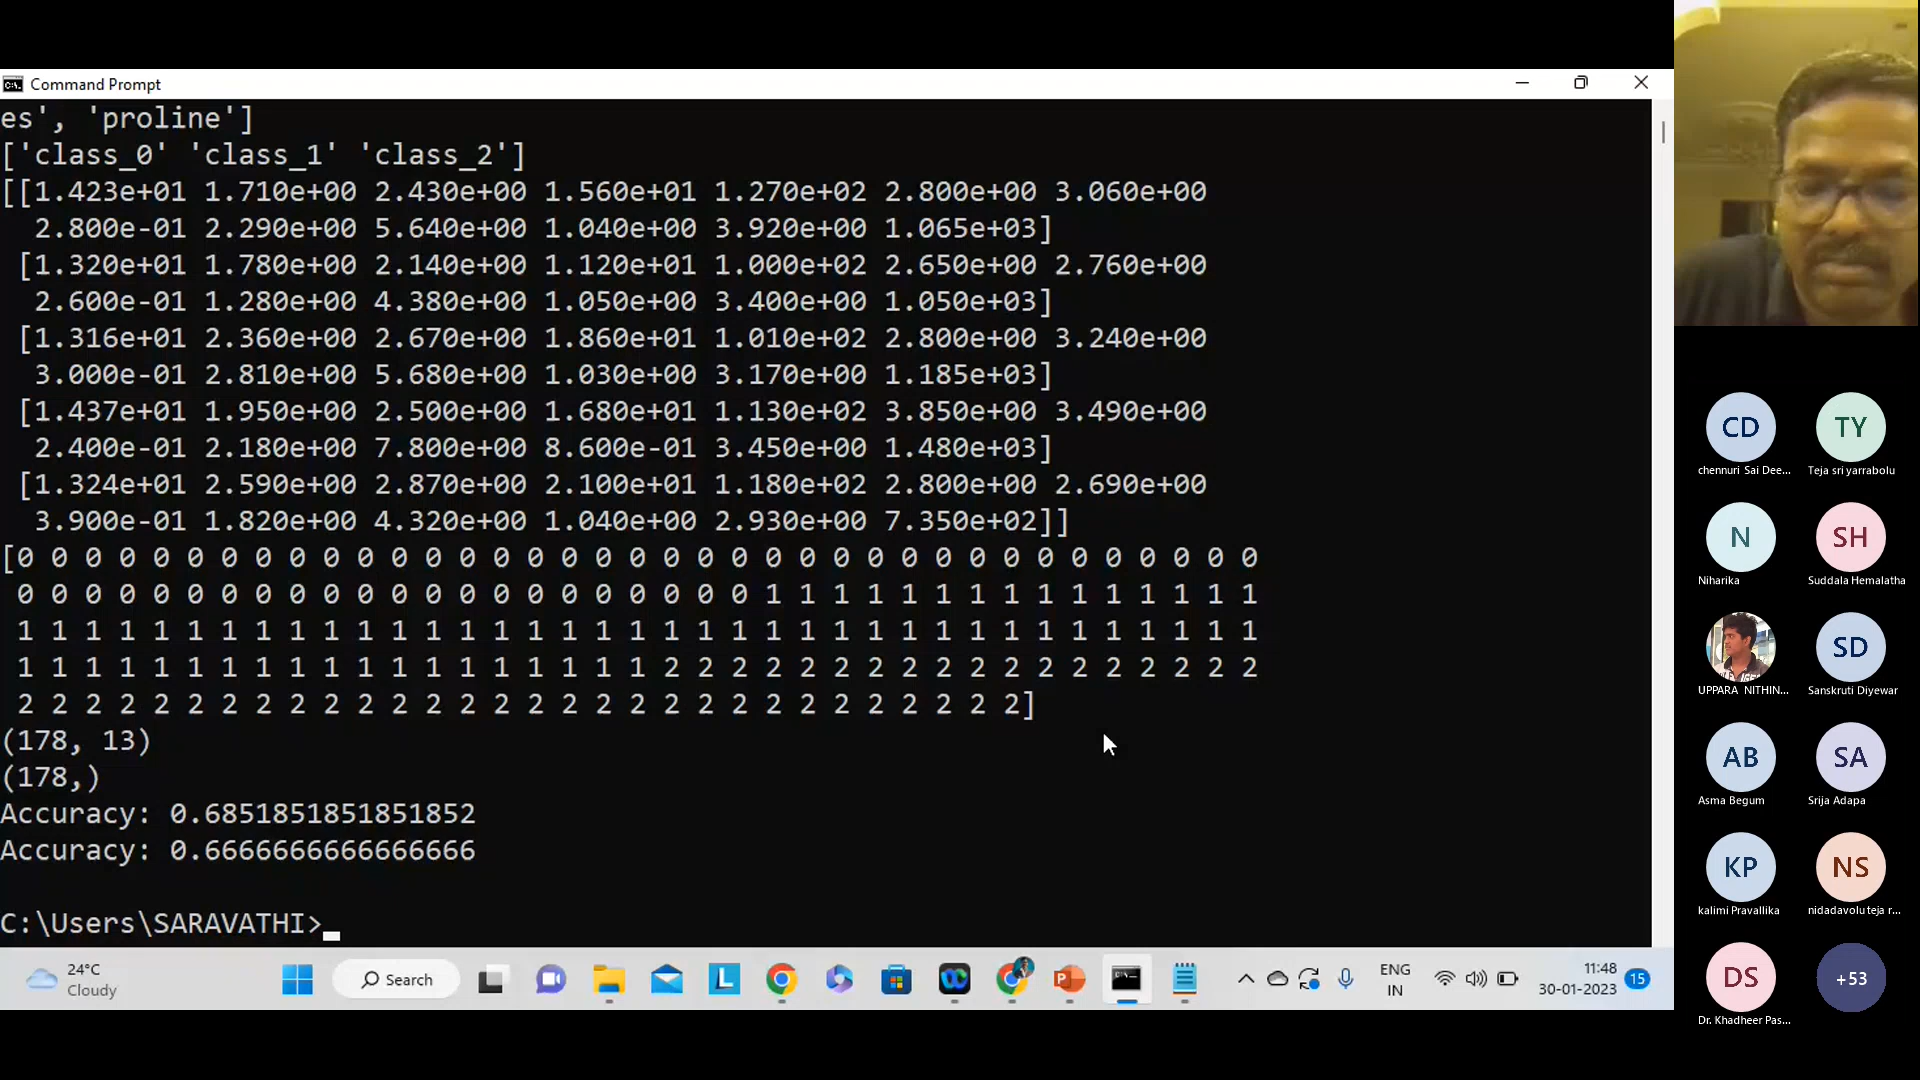 Command Prompt
es', 'proline']
['class_0' 'class_1' 'class_2']
[[1.423e+01 1.710e+00 2.430e+00 1.560e+01 1.270e+02 2.800e+00 3.060e+00
2.800e-01 2.290e+00 5.640e+00 1.040e+00 3.920e+00 1.065e+03]
[1.320e+01 1.780e+00 2.140e+00 1.120e+01 1.000e+02 2.650e+00 2.760e+00
2.600e-01 1.280e+00 4.380e+00 1.050e+00 3.400e+00 1.050e+03]
[1.316e+01 2.360e+00 2.670e+00 1.860e+01 1.010e+02 2.800e+00 3.240e+00
3.000e-01 2.810e+00 5.680e+00 1.030e+00 3.170e+00 1.185e+03]
[1.437e+01 1.950e+00 2.500e+00 1.680e+01 1.130e+02 3.850e+00 3.490e+00
2.400e-01 2.180e+00 7.800e+00 8.600e-01 3.450e+00 1.480e+03]
[1.324e+01 2.590e+00 2.870e+00 2.100e+01 1.180e+02 2.800e+00 2.690e+00
3.900e-01 1.820e+00 4.320e+00 1.040e+00 2.930e+00 7.350e+02]]
[0 0 0 0 0 0 0 0 0 0 0 0 0 0 0 0 0 0 0 0 0 0 0 0 0 0 0 0 0 0 0 0 0 0 0 0 0
0 0 0 0 0 0 0 0 0 0 0 0 0 0 0 0 0 0 0 0 0 0 1 1 1 1 1 1 1 1 1 1 1 1 1 1 1
1 1 1 1 1 1 1 1 1 1 1 1 1 1 1 1 1 1 1 1 1 1 1 1 1 1 1 1 1 1 1 1 1 1 1 1 1
1 1 1 1 1 1 1 1 1 1 1 1 1 1 1 1 1 1 1 2 2 2 2 2 2 2 2 2 2 2 2 2 2 2 2 2 2
2 2 2 2 2 2 2 2 2 2 2 2 2 2 2 2 2 2 2 2 2 2 2 2 2 2 2 2 2 2]
(178, 13)
(178,)
Accuracy: 0.6851851851851852
Accuracy: 0.6666666666666666
C:\Users\SARAVATHI>
24°C
Cloudy
Search
ENG
IN
11:48
30-01-2023
15
CD
TY
chennuri Sai Dee...
Teja sri yarrabolu
N
SH
Niharika
Suddala Hemalatha
SD
UPPARA NITHIN...
Sanskruti Diyewar
AB
SA
Asma Begum
Srija Adapa
KP
NS
kalimi Pravallika
nidadavolu teja r...
DS
+53
Dr. Khadheer Pas...